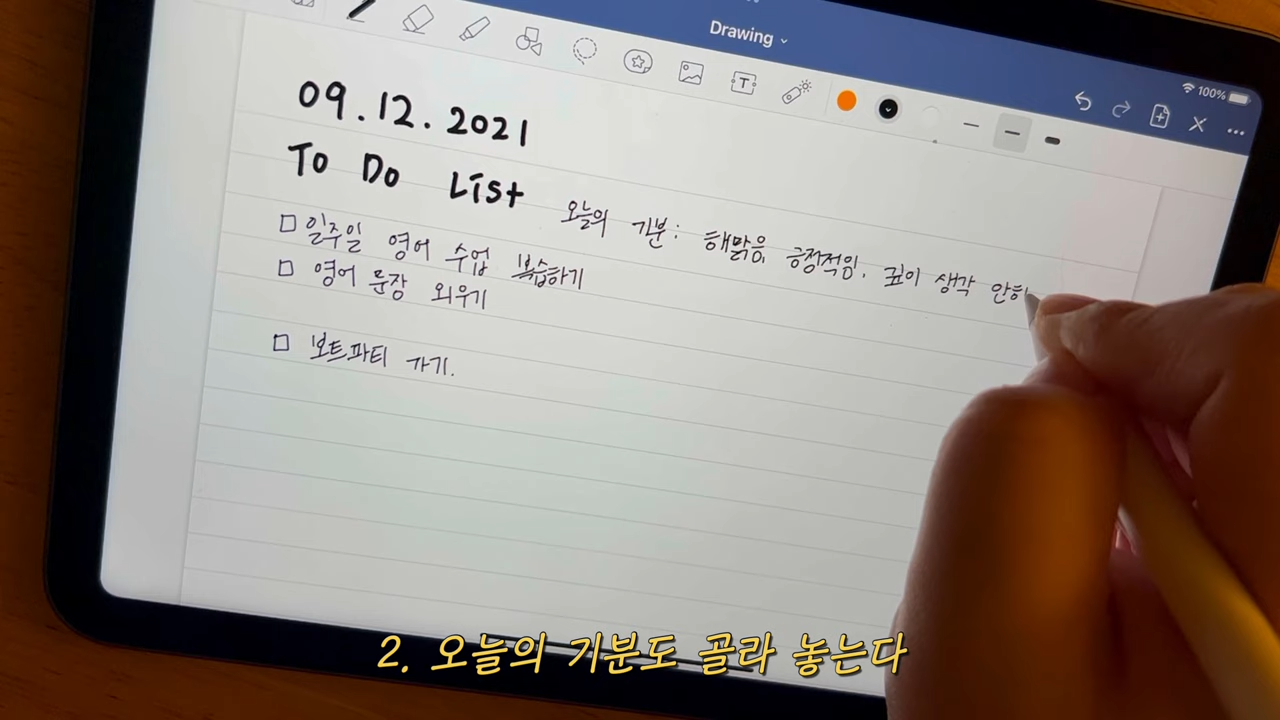 Drawing
100%
09.12.2021
To Do List
오늘의 기분: 해맑음, 긍정적임, 깊이 생각 안하
□ 일주일 영어 수업 복습하기
□ 영어 문장 외우기
□ 보트파티 가기.
2. 오늘의 기분도 골라 놓는다